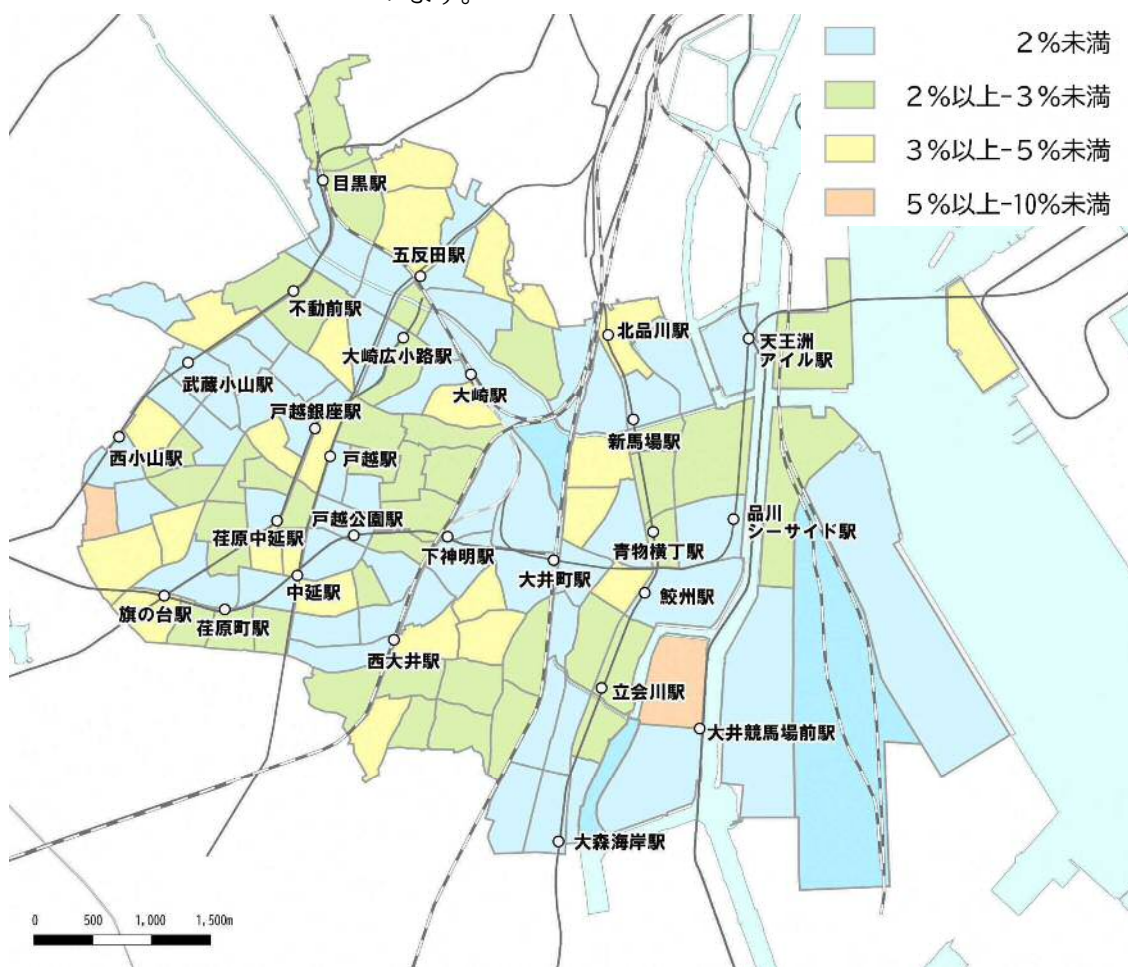 います。
2%未満
2%以上-3%未満
3%以上-5%未満
5%以上-10%未満
目黒駅
五反田駅
不動前駅
大崎広小路駅
北品川駅
天王洲
アイル駅
武蔵小山駅
大崎駅
戸越銀座駅
新馬場駅
西小山駅
戸越駅
戸越公園駅
品川
シーサイド駅
荏原中延駅
下神明駅
青物横丁駅
大井町駅
中延駅
鮫洲駅
旗の台駅
荏原町駅
西大井駅
立会川駅
大井競馬場前駅
大森海岸駅
0 500 1,000 1,500m